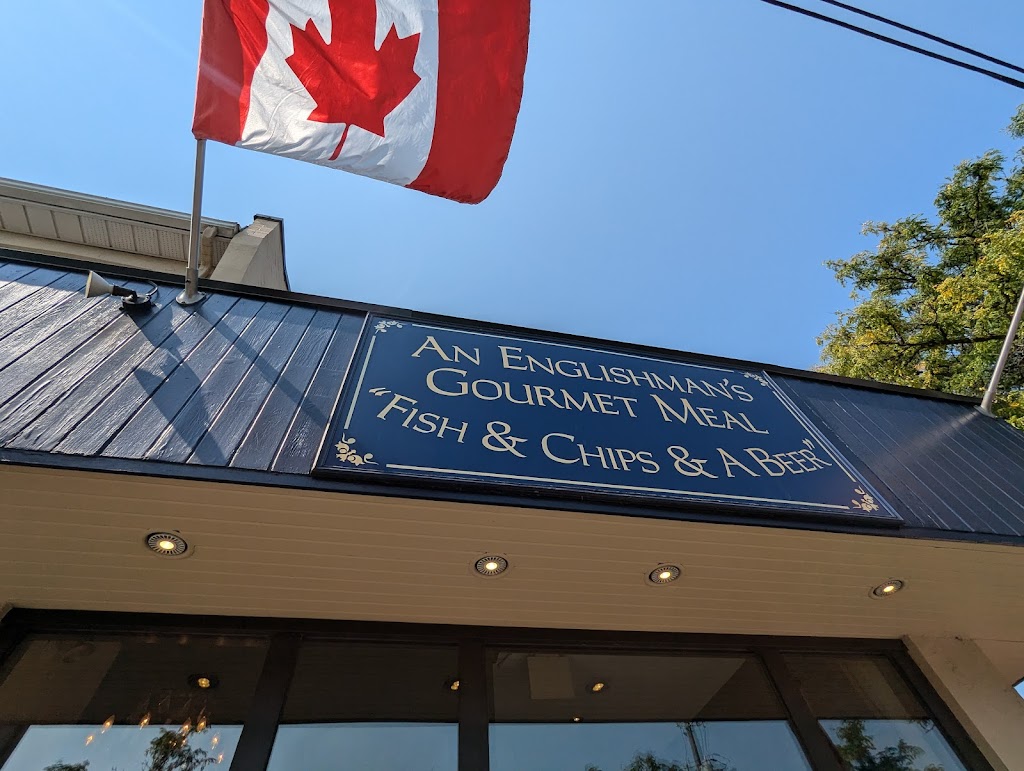 An Englishman's
Gourmet Meal
"Fish & Chips & A Beer"